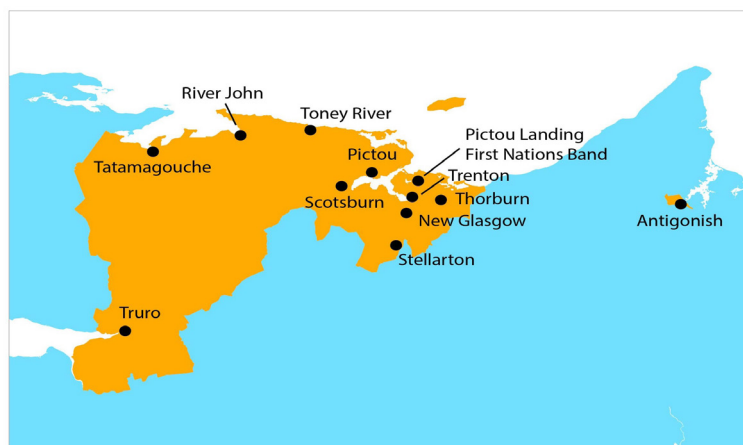 River John
Toney River
Pictou Landing
First Nations Band
Tatamagouche
Pictou
Trenton
Scotsburn
Thorburn
New Glasgow
Antigonish
Stellarton
Truro